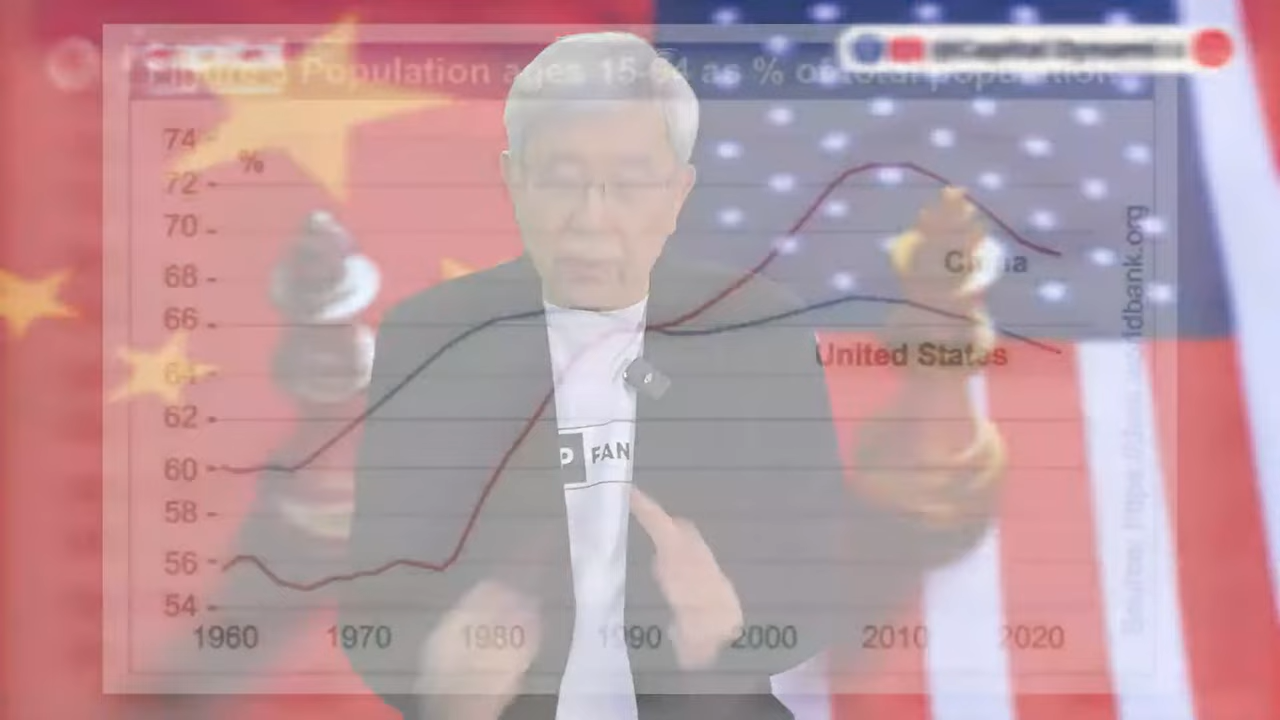 Population ages 15-64 as % of total population
74
%
72
70
68
China
66
United States
64
62
60
P FAN
58
56
54
1960 1970 1980 1990 2000 2010 2020